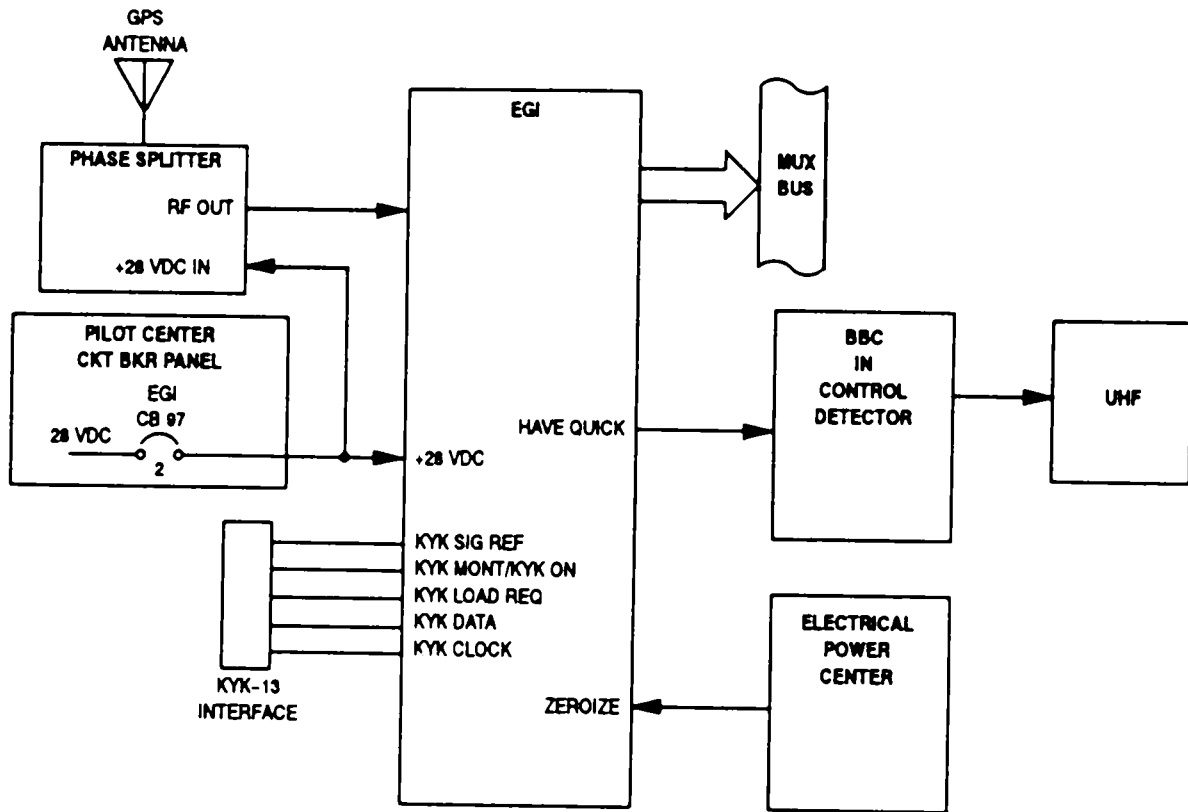 GPS
ANTENNA
PHASE SPLITTER
RF OUT
+28 VDC IN
PILOT CENTER
CKT BKR PANEL
EGI
CB 97
28 VDC
2
EGI
HAVE QUICK
+28 VDC
KYK SIG REF
KYK MONT/KYK ON
KYK LOAD REQ
KYK DATA
KYK CLOCK
ZEROIZE
KYK-13
INTERFACE
MUX
BUS
BBC
IN
CONTROL
DETECTOR
UHF
ELECTRICAL
POWER
CENTER